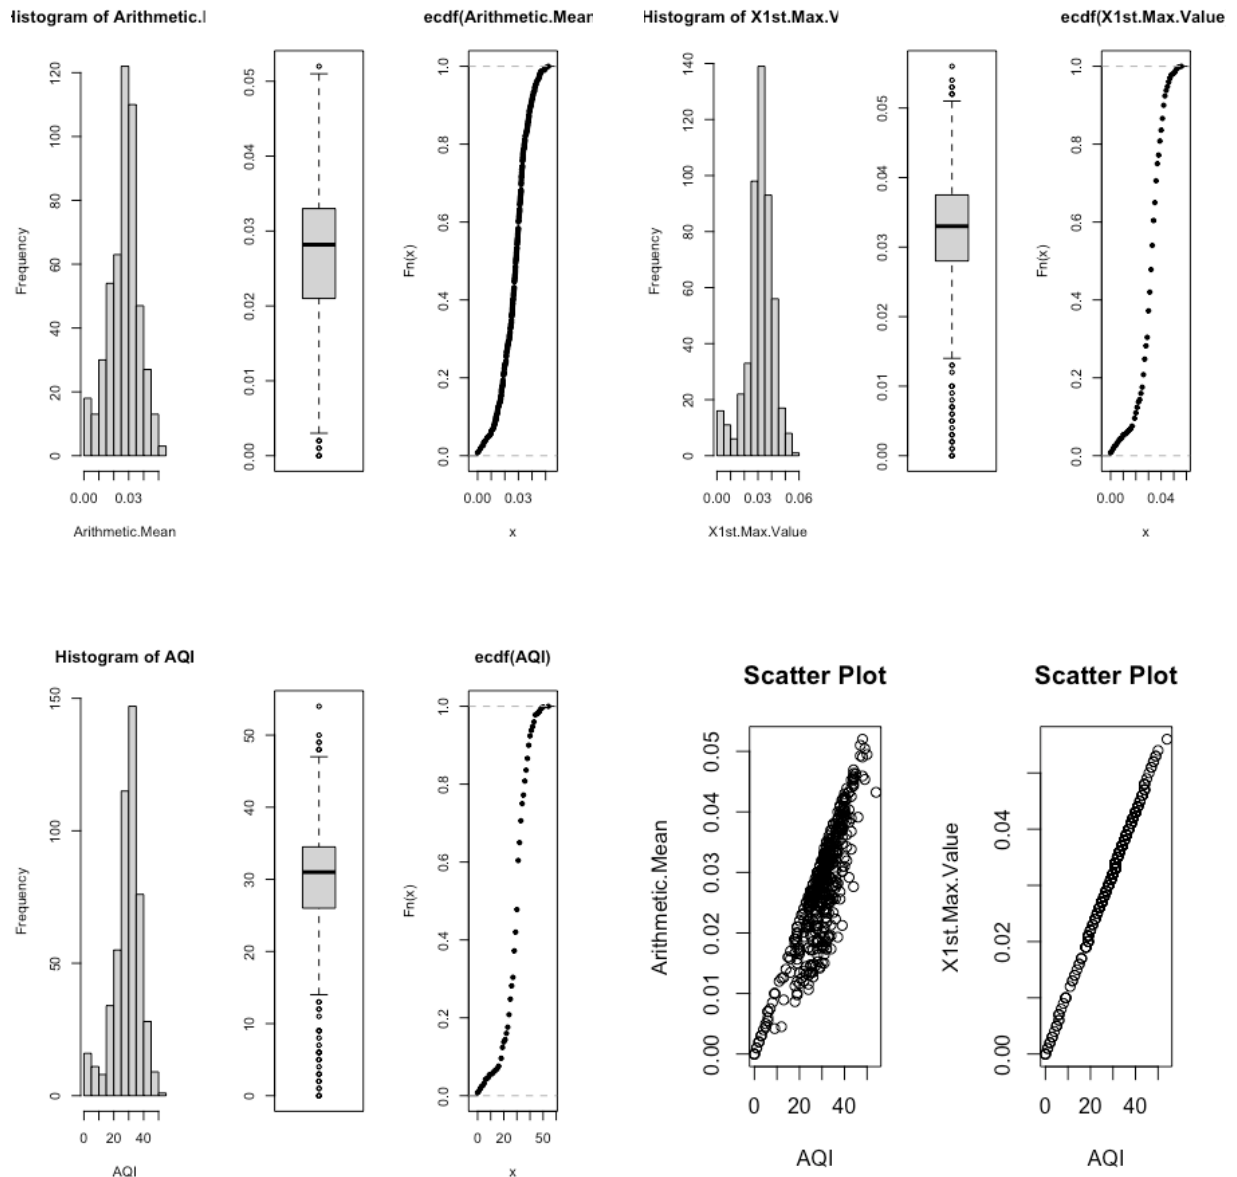 Histogram of Arithmetic.
ecdf(Arithmetic.Mean
Histogram of X1st.Max.V
ecdf(X1st.Max.Value
Frequency
0 20 40 60 80 100 120
0.00 0.03
Arithmetic.Mean
0.00 0.01 0.02 0.03 0.04 0.05
Fn(x)
0.0 0.2 0.4 0.6 0.8 1.0
0.00 0.03
x
Frequency
0 20 40 60 80 100 120 140
0.00 0.03 0.06
X1st.Max.Value
0.00 0.01 0.02 0.03 0.04 0.05
Fn(x)
0.0 0.2 0.4 0.6 0.8 1.0
0.00 0.04
x
Histogram of AQI
ecdf(AQI)
Scatter Plot
Scatter Plot
Frequency
0 50 100 150
0 20 40
AQI
0 10 20 30 40 50
Fn(x)
0.0 0.2 0.4 0.6 0.8 1.0
0 20 50
x
Arithmetic.Mean
0.00 0.01 0.02 0.03 0.04 0.05
0 20 40
AQI
X1st.Max.Value
0.00 0.02 0.04
0 20 40
AQI